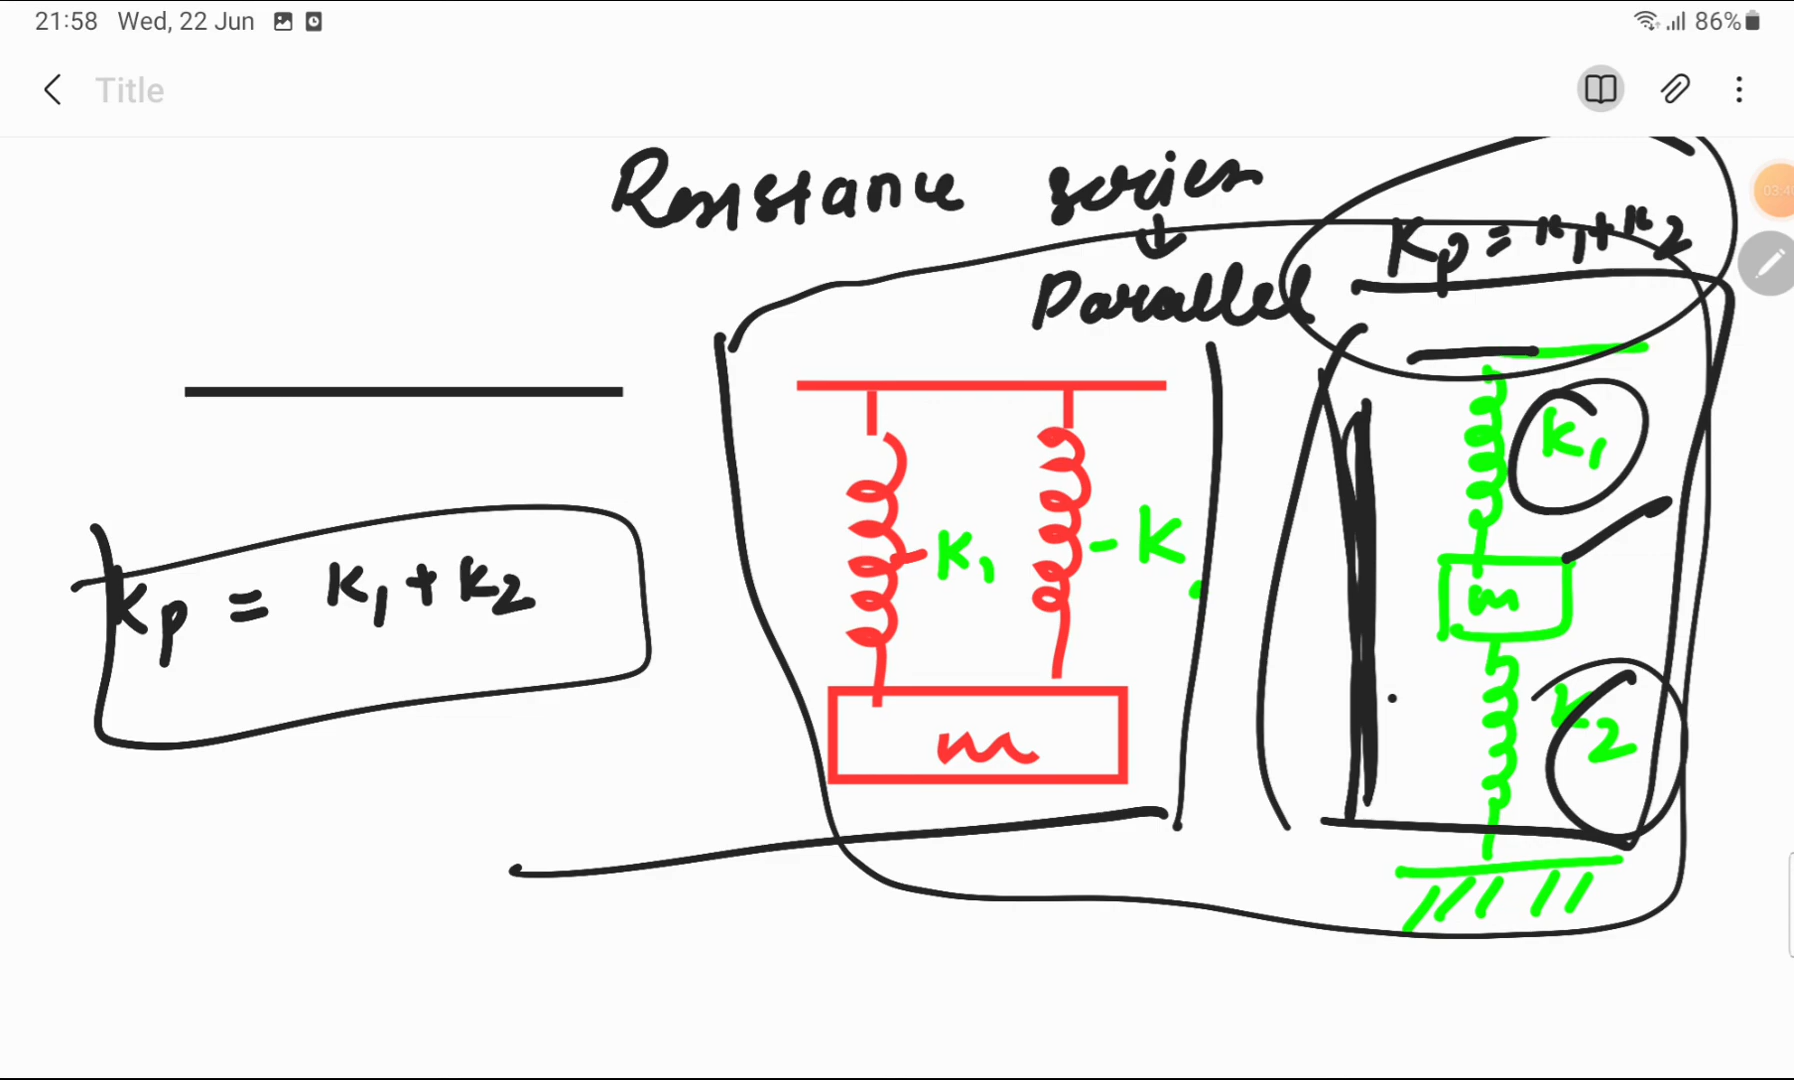 21:58 Wed, 22 Jun 86%
Title
Resistance series
Kp = K1+K2
Parallel
K1
K1 - K
Kp = K1 + K2
m
K2
m